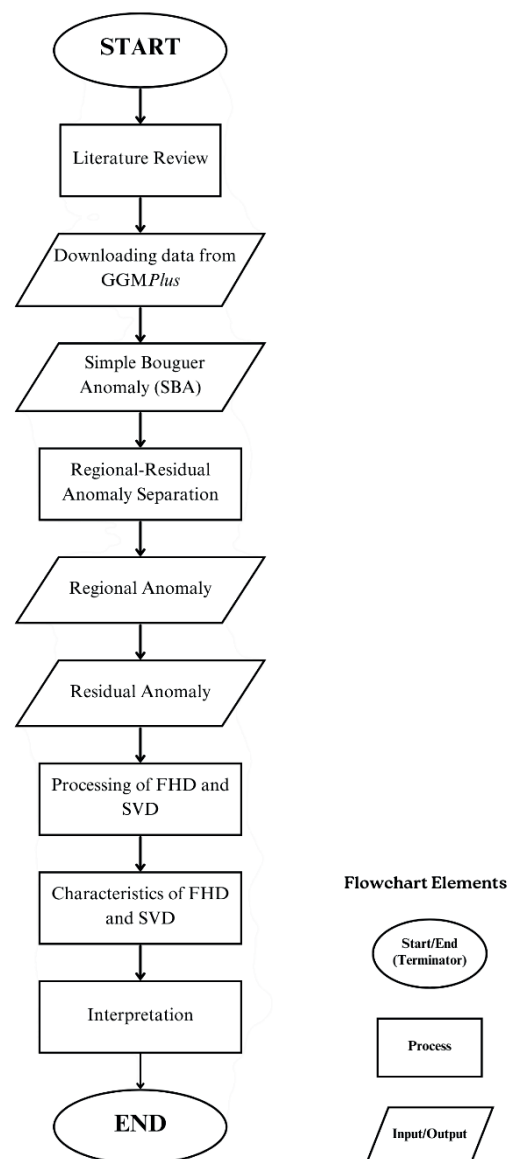 START
Literature Review
Downloading data from
GGMPlus
Simple Bouguer
Anomaly (SBA)
Regional-Residual
Anomaly Separation
Regional Anomaly
Residual Anomaly
Processing of FHD and
SVD
Characteristics of FHD
and SVD
Interpretation
END
Flowchart Elements
Start/End
(Terminator)
Process
Input/Output